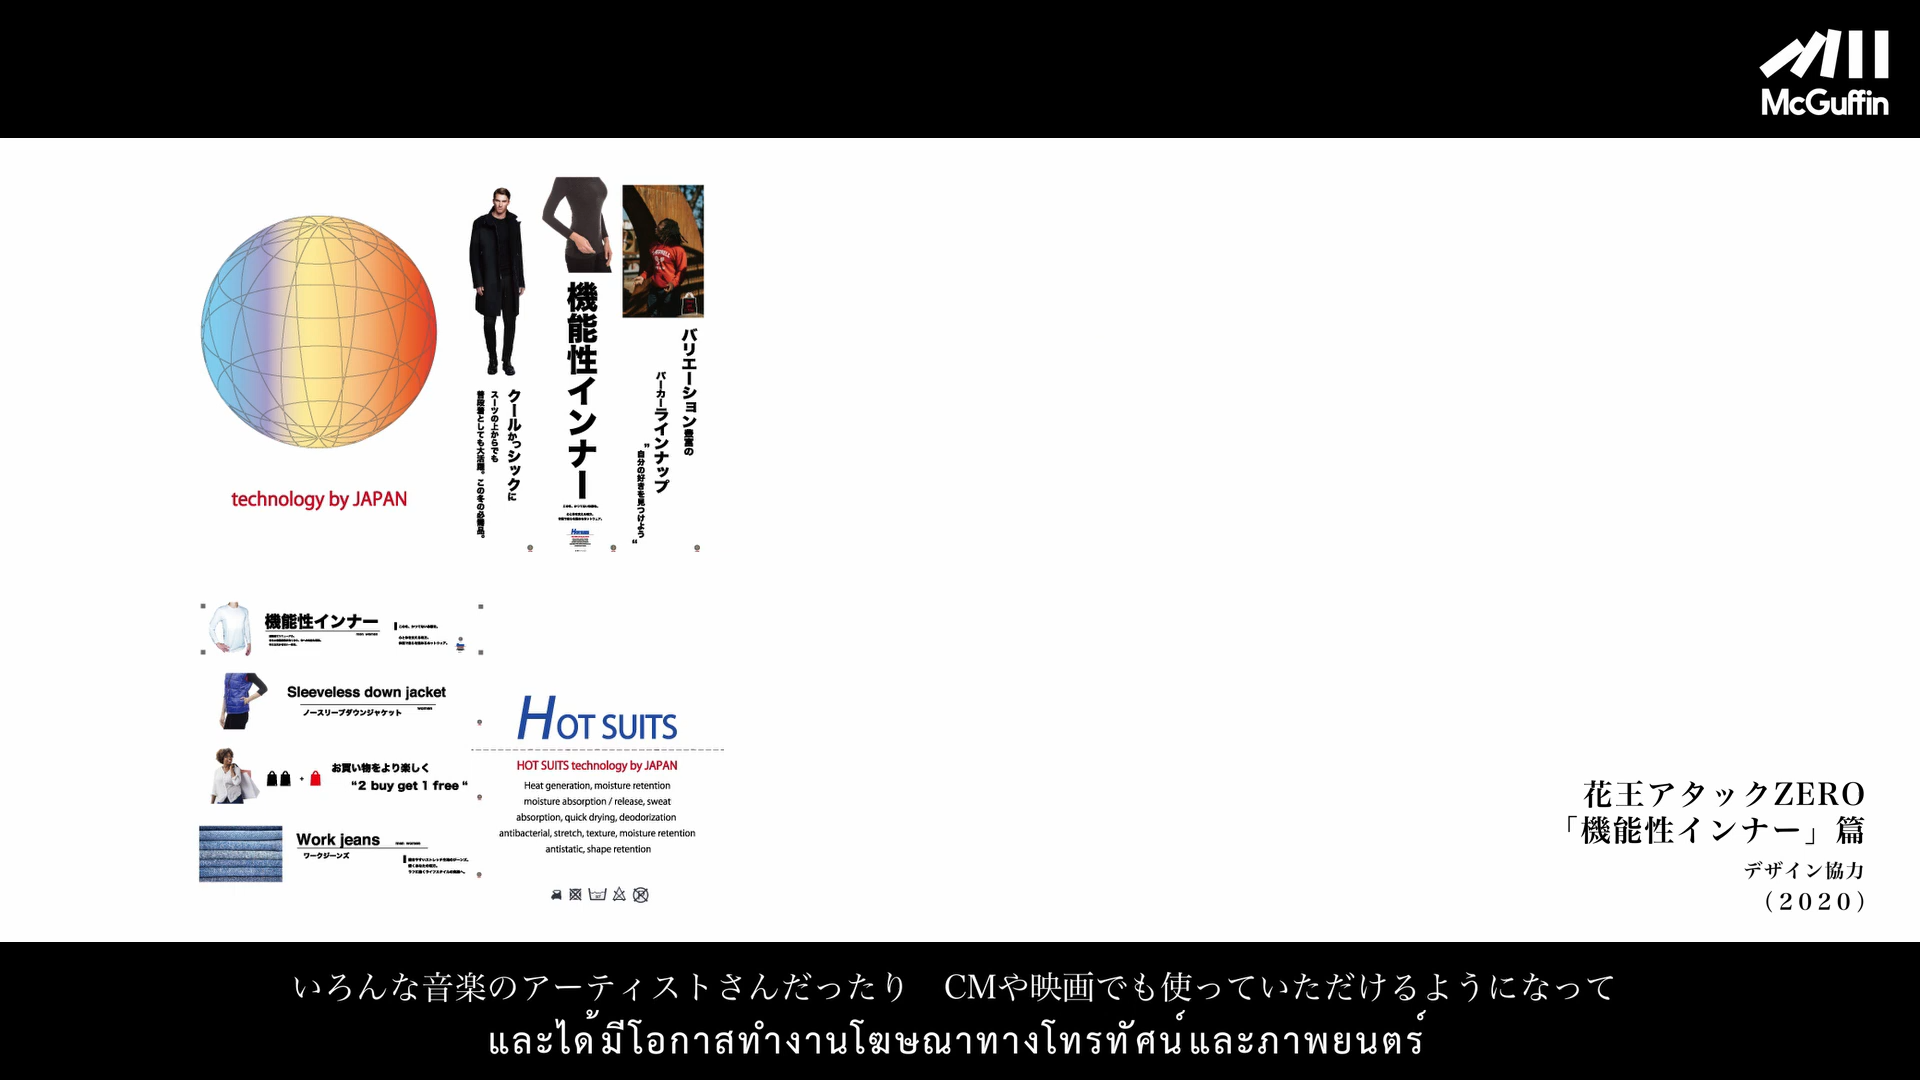 McGuffin
technology by JAPAN
クールかっシックに
スーツの上からでも
普段着としても大活躍。この冬の必需品。
機能性インナー
バリエーション豊富の
パーカーラインナップ
”自分の好きを見つけよう“
機能性インナー
men women
Sleeveless down jacket
women
ノースリーブダウンジャケット
お買い物をより楽しく
“2 buy get 1 free “
Work jeans
men women
ワークジーンズ
HOT SUITS
HOT SUITS technology by JAPAN
Heat generation, moisture retention
moisture absorption / release, sweat
absorption, quick drying, deodorization
antibacterial, stretch, texture, moisture retention
antistatic, shape retention
花王アタックZERO
「機能性インナー」篇
デザイン協力
（2020）
いろんな音楽のアーティストさんだったり　CMや映画でも使っていただけるようになって
และได้มีโอกาสทำงานโฆษณาทางโทรทัศน์และภาพยนตร์